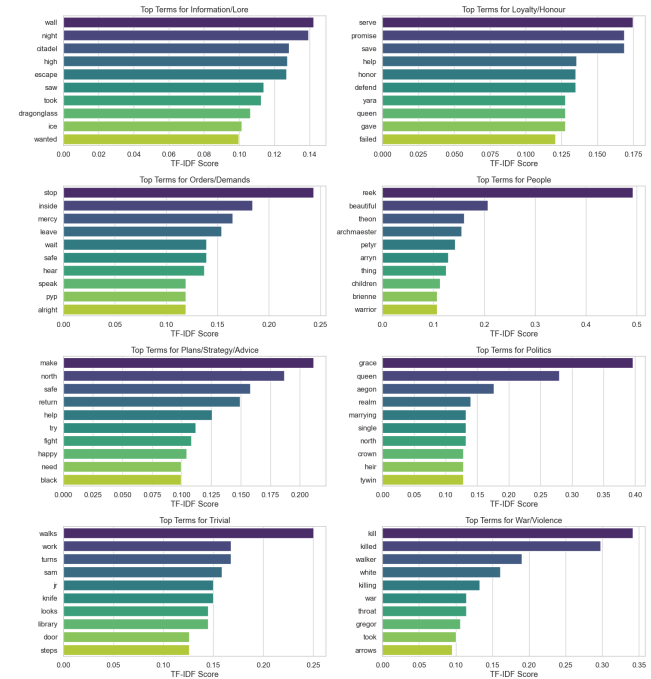 Top Terms for Information/Lore
wall
night
citadel
high
escape
saw
took
dragonglass
ice
wanted
0.00 0.02 0.04 0.06 0.08 0.10 0.12 0.14
TF-IDF Score
Top Terms for Loyalty/Honour
serve
promise
save
help
honor
defend
yara
queen
gave
failed
0.000 0.025 0.050 0.075 0.100 0.125 0.150 0.175
TF-IDF Score
Top Terms for Orders/Demands
stop
inside
mercy
leave
wait
safe
hear
speak
pyp
alright
0.00 0.05 0.10 0.15 0.20 0.25
TF-IDF Score
Top Terms for People
reek
beautiful
theon
archmaester
petyr
arryn
thing
children
brienne
warrior
0.0 0.1 0.2 0.3 0.4 0.5
TF-IDF Score
Top Terms for Plans/Strategy/Advice
make
north
safe
return
help
try
fight
happy
need
black
0.000 0.025 0.050 0.075 0.100 0.125 0.150 0.175 0.200
TF-IDF Score
Top Terms for Politics
grace
queen
aegon
realm
marrying
single
north
crown
heir
tywin
0.00 0.05 0.10 0.15 0.20 0.25 0.30 0.35 0.40
TF-IDF Score
Top Terms for Trivial
walks
work
turns
sam
jr
knife
looks
library
door
steps
0.00 0.05 0.10 0.15 0.20 0.25
TF-IDF Score
Top Terms for War/Violence
kill
killed
walker
white
killing
war
throat
gregor
took
arrows
0.00 0.05 0.10 0.15 0.20 0.25 0.30 0.35
TF-IDF Score